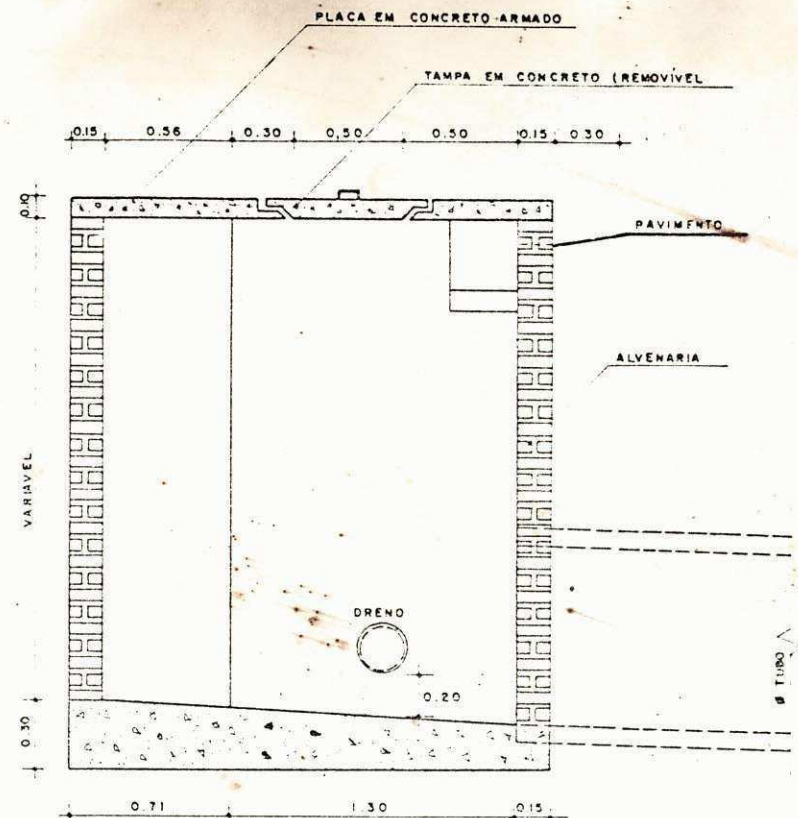 PLACA EM CONCRETO ARMADO
TAMPA EM CONCRETO (REMOVÍVEL
0.15 0.56 0.30 0.50 0.50 0.15 0.30
0.10
PAVIMENTO
ALVENARIA
VARIÁVEL
DRENO
0.20
Ø TUBO
0.30
0.71 1.30 0.15